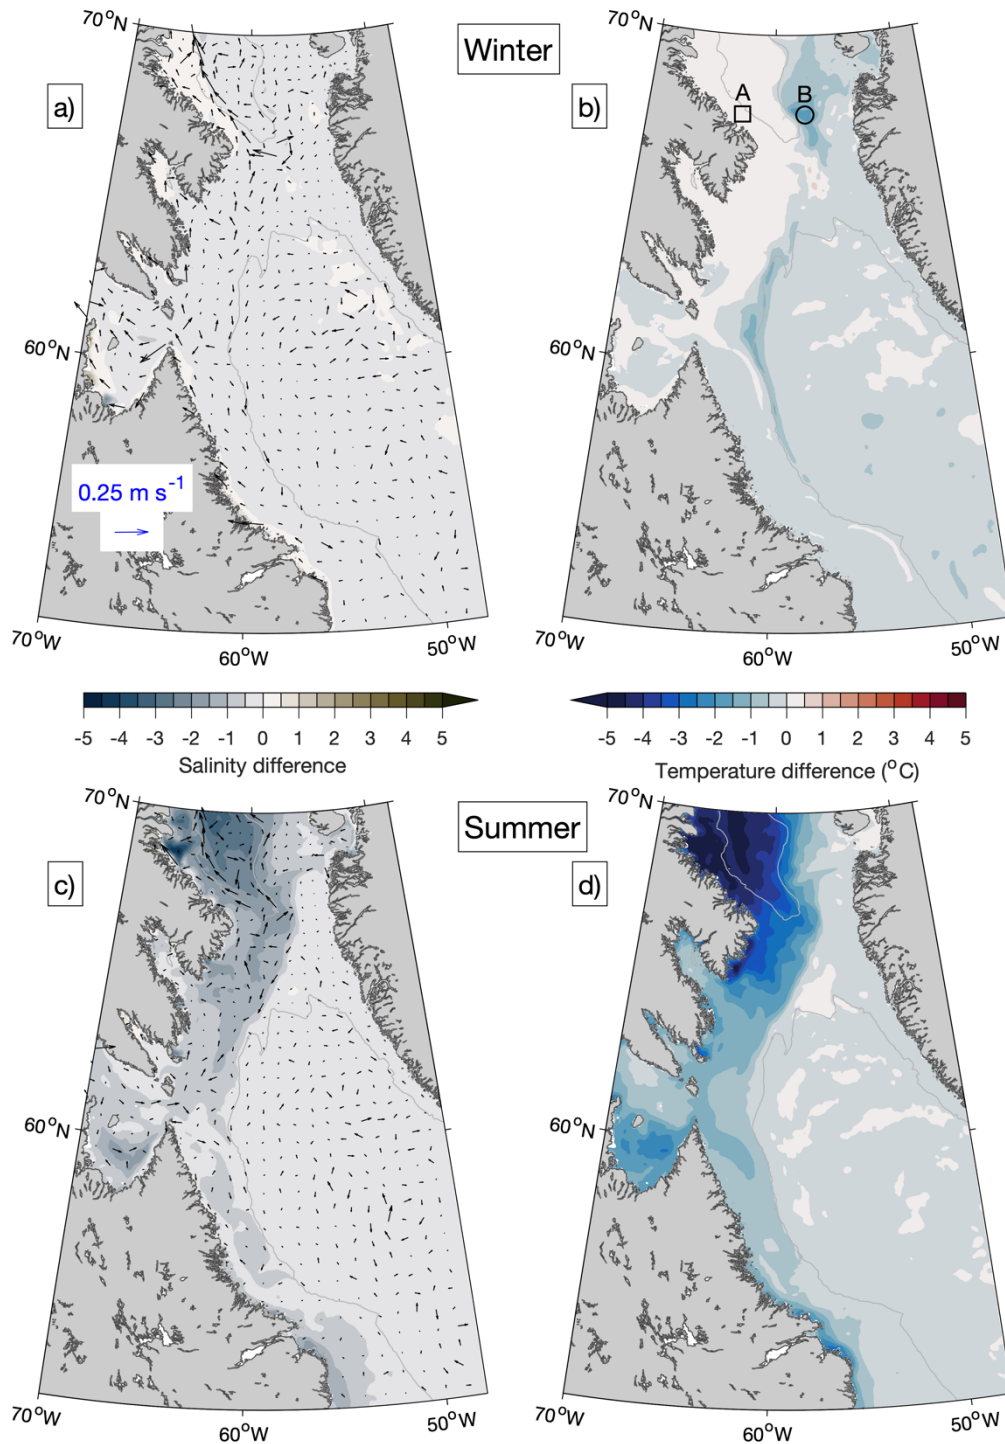 70°N
Winter
70°N
a)
b)
A
B
60°N
60°N
0.25 m s⁻¹
70°W
60°W
50°W
70°W
60°W
50°W
-5 -4 -3 -2 -1 0 1 2 3 4 5
Salinity difference
-5 -4 -3 -2 -1 0 1 2 3 4 5
Temperature difference (°C)
70°N
Summer
70°N
c)
d)
60°N
60°N
70°W
60°W
50°W
70°W
60°W
50°W